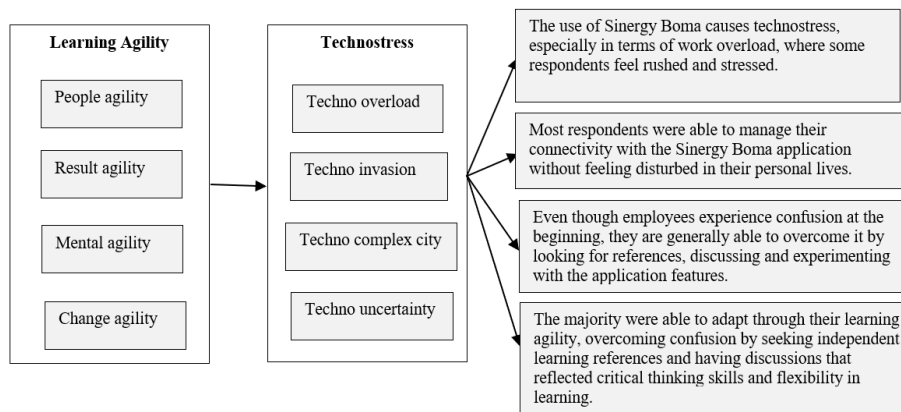 Learning Agility
People agility
Result agility
Mental agility
Change agility
Technostress
Techno overload
Techno invasion
Techno complex city
Techno uncertainty
The use of Sinergy Boma causes technostress,
especially in terms of work overload, where some
respondents feel rushed and stressed.
Most respondents were able to manage their
connectivity with the Sinergy Boma application
without feeling disturbed in their personal lives.
Even though employees experience confusion at the
beginning, they are generally able to overcome it by
looking for references, discussing and experimenting
with the application features.
The majority were able to adapt through their learning
agility, overcoming confusion by seeking independent
learning references and having discussions that
reflected critical thinking skills and flexibility in
learning.